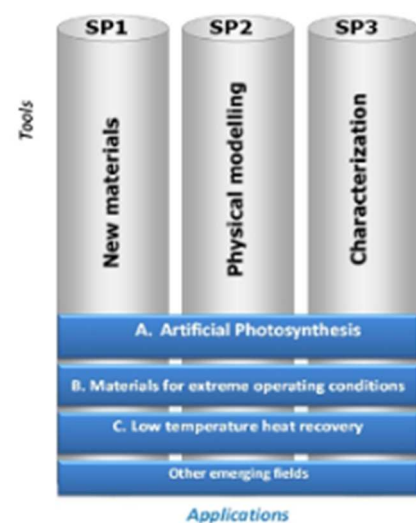 SP1 SP2 SP3
Tools
New materials
Physical modelling
Characterization
A. Artificial Photosynthesis
B. Materials for extreme operating conditions
C. Low temperature heat recovery
Other emerging fields
Applications